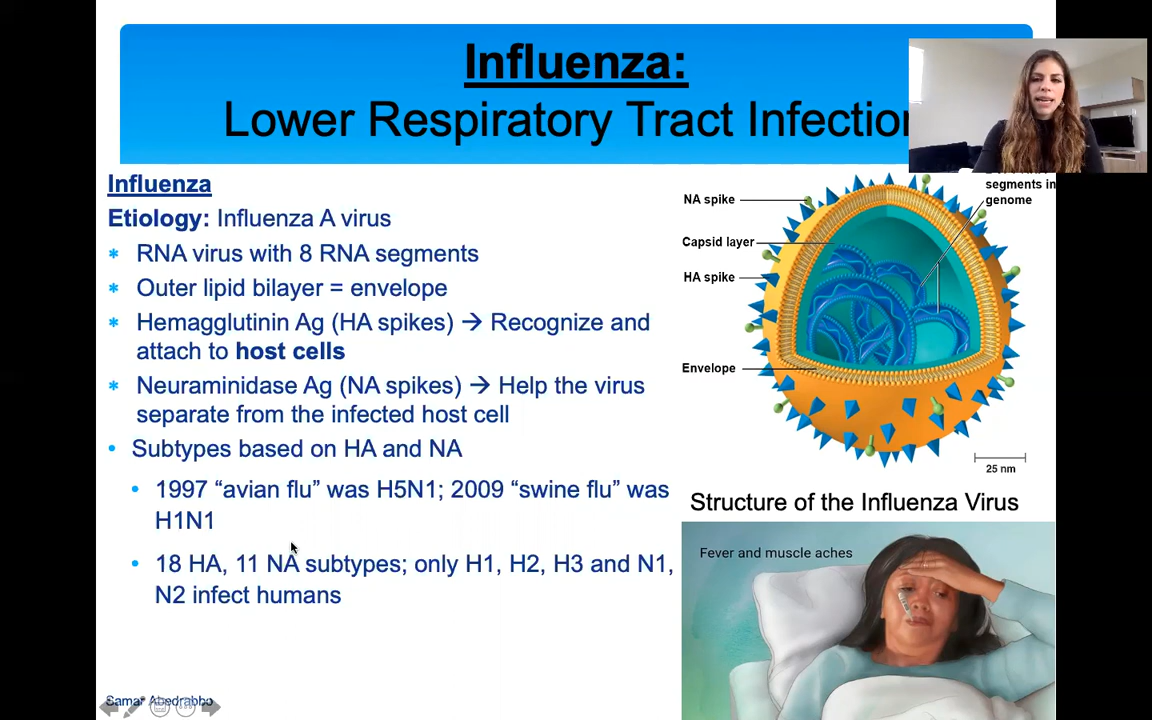 Influenza:
Lower Respiratory Tract Infection
Influenza
Etiology: Influenza A virus
* RNA virus with 8 RNA segments
* Outer lipid bilayer = envelope
* Hemagglutinin Ag (HA spikes) → Recognize and
attach to host cells
* Neuraminidase Ag (NA spikes) → Help the virus
separate from the infected host cell
• Subtypes based on HA and NA
• 1997 “avian flu” was H5N1; 2009 “swine flu” was
H1N1
• 18 HA, 11 NA subtypes; only H1, H2, H3 and N1,
N2 infect humans
NA spike
Capsid layer
HA spike
Envelope
segments in
genome
25 nm
Structure of the Influenza Virus
Fever and muscle aches
Samar Abedrabbo